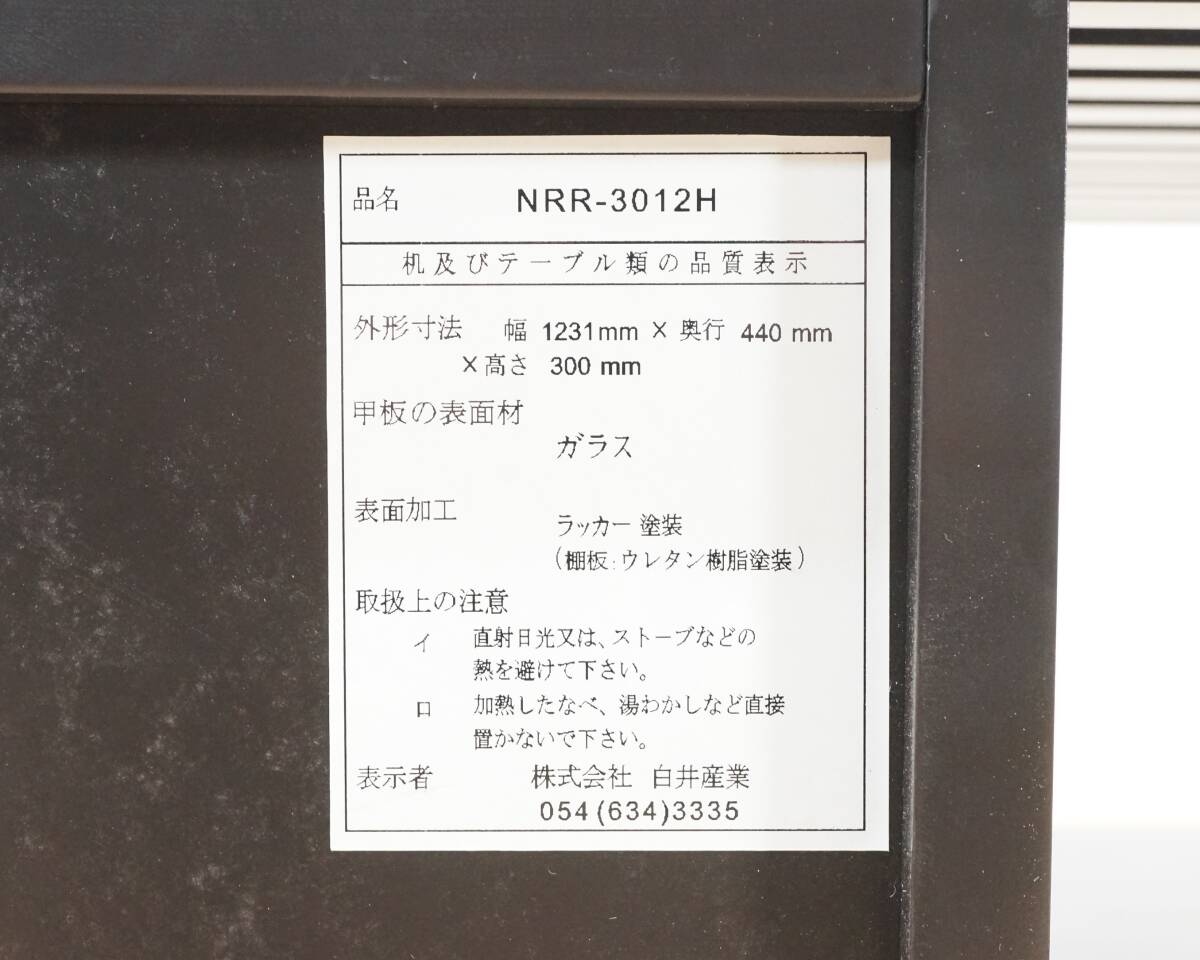 品名 NRR-3012H
机及びテーブル類の品質表示
外形寸法 幅 1231mm × 奥行 440 mm
×高さ 300 mm
甲板の表面材
ガラス
表面加工
ラッカー 塗装
(棚板:ウレタン樹脂塗装)
取扱上の注意
イ 直射日光又は、ストーブなどの
熱を避けて下さい。
ロ 加熱したなべ、湯わかしなど直接
置かないで下さい。
表示者 株式会社 白井産業
054(634)3335